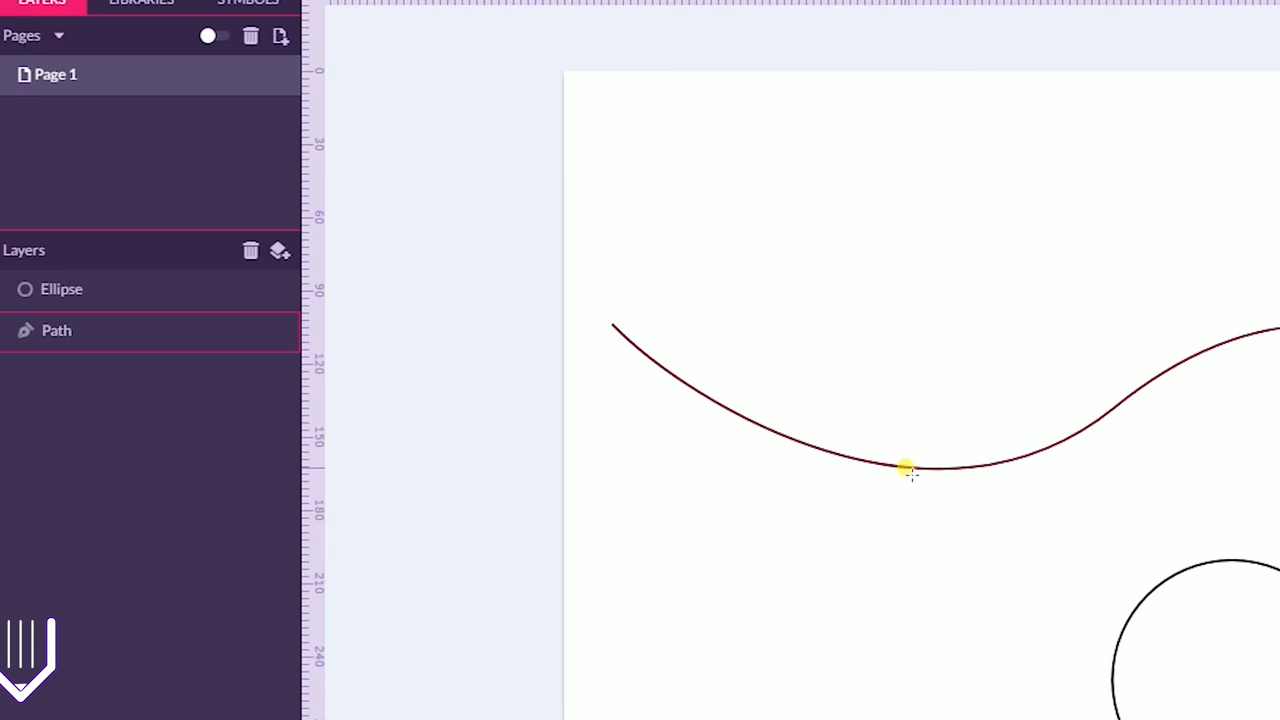 LAYERS LIBRARIES SYMBOLS
Pages
Page 1
Layers
Ellipse
Path
0
30
60
90
120
150
180
210
240